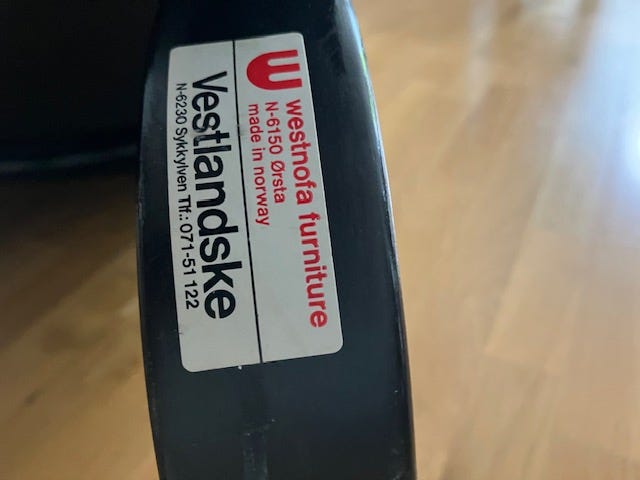 westnofa furniture
N-6150 Ørsta
made in norway
Vestlandske
N-6230 Sykkylven Tlf.: 071-51 122